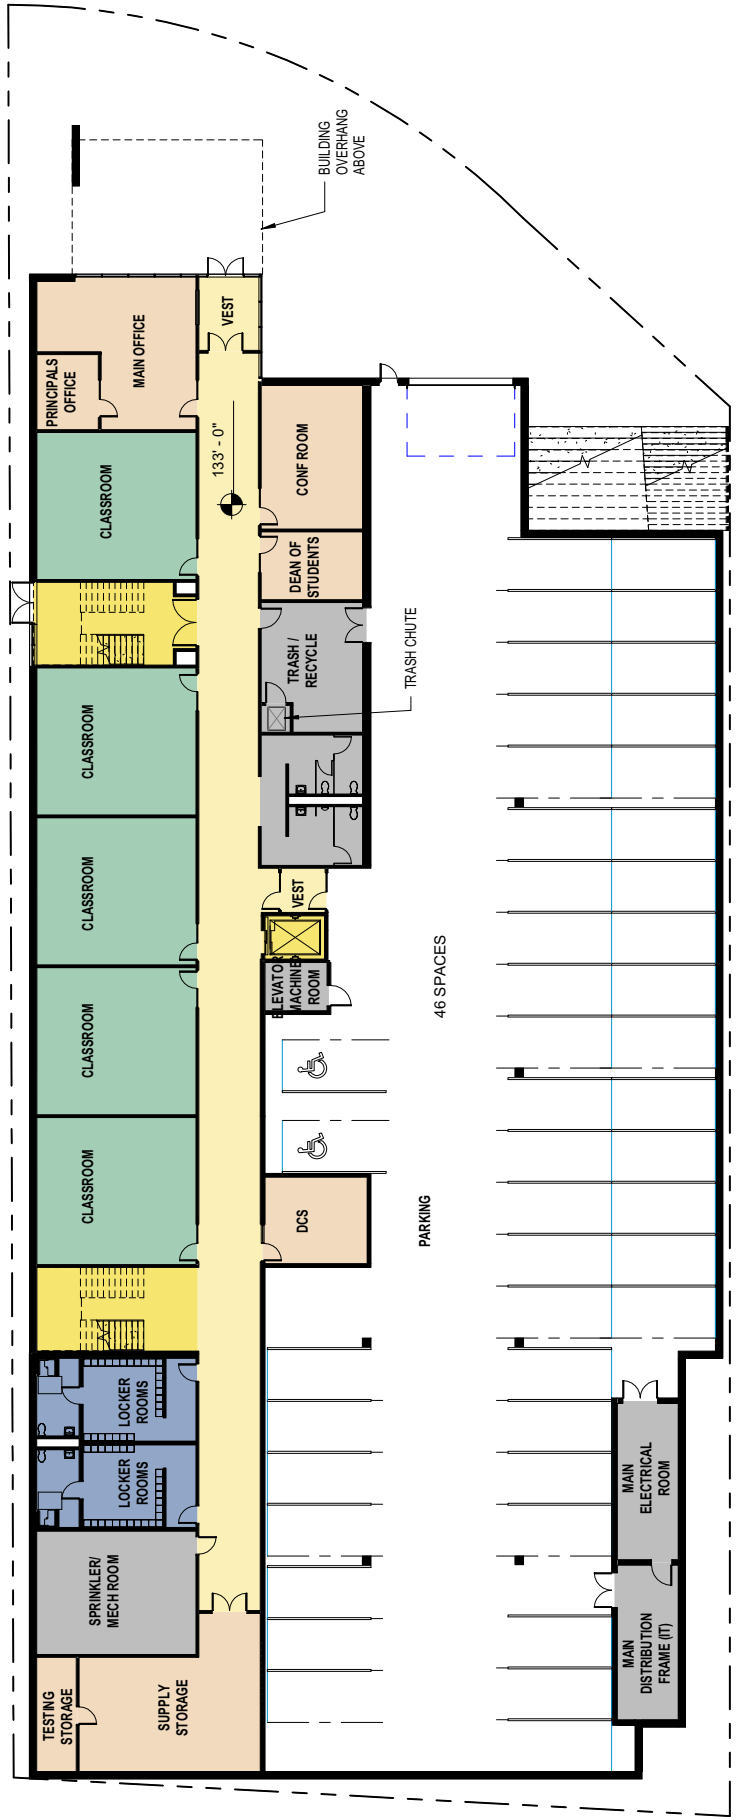 BUILDING
OVERHANG
ABOVE
VEST
MAIN OFFICE
PRINCIPALS
OFFICE
133' - 0"
CLASSROOM
CONF ROOM
DEAN OF
STUDENTS
TRASH /
RECYCLE
TRASH CHUTE
CLASSROOM
CLASSROOM
VEST
ELEVATOR
MACHINE
ROOM
46 SPACES
CLASSROOM
CLASSROOM
DCS
PARKING
LOCKER
ROOMS
LOCKER
ROOMS
MAIN
ELECTRICAL
ROOM
SPRINKLER/
MECH ROOM
MAIN
DISTRIBUTION
FRAME (IT)
TESTING
STORAGE
SUPPLY
STORAGE